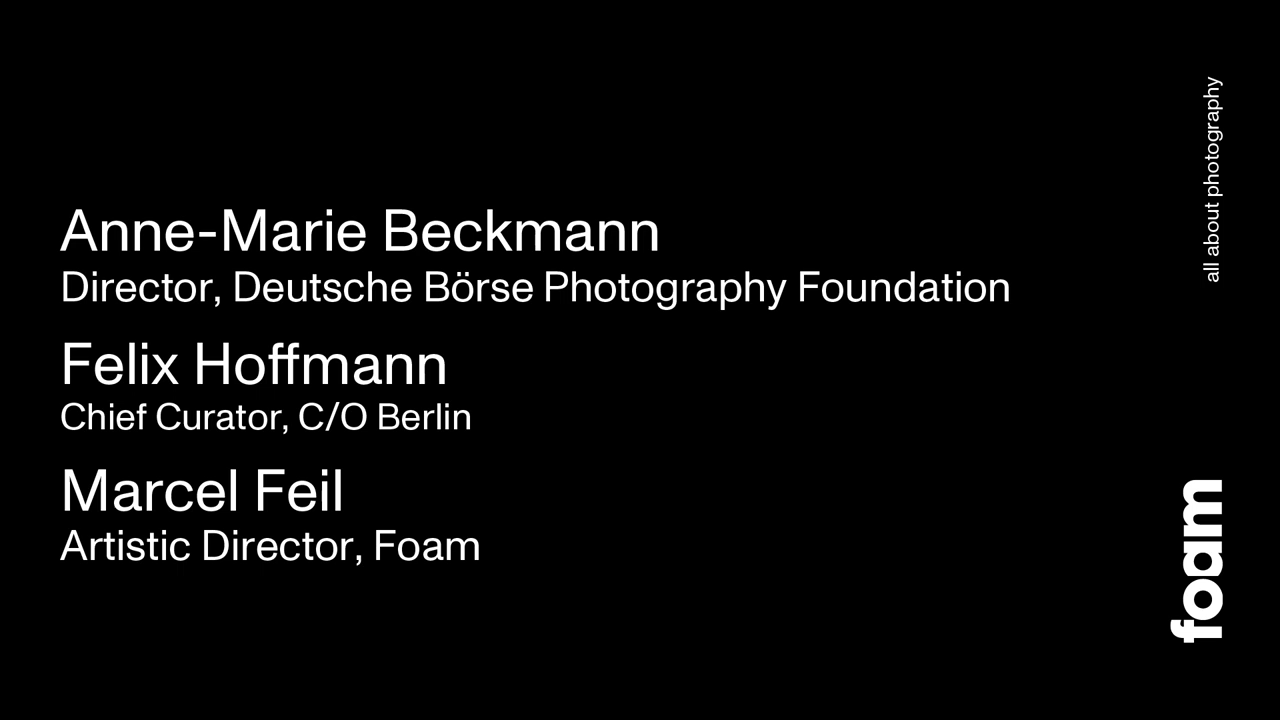 Anne-Marie Beckmann
Director, Deutsche Börse Photography Foundation
Felix Hoffmann
Chief Curator, C/O Berlin
Marcel Feil
Artistic Director, Foam
all about photography
foam